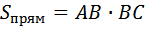 Sпрям = AB · BC